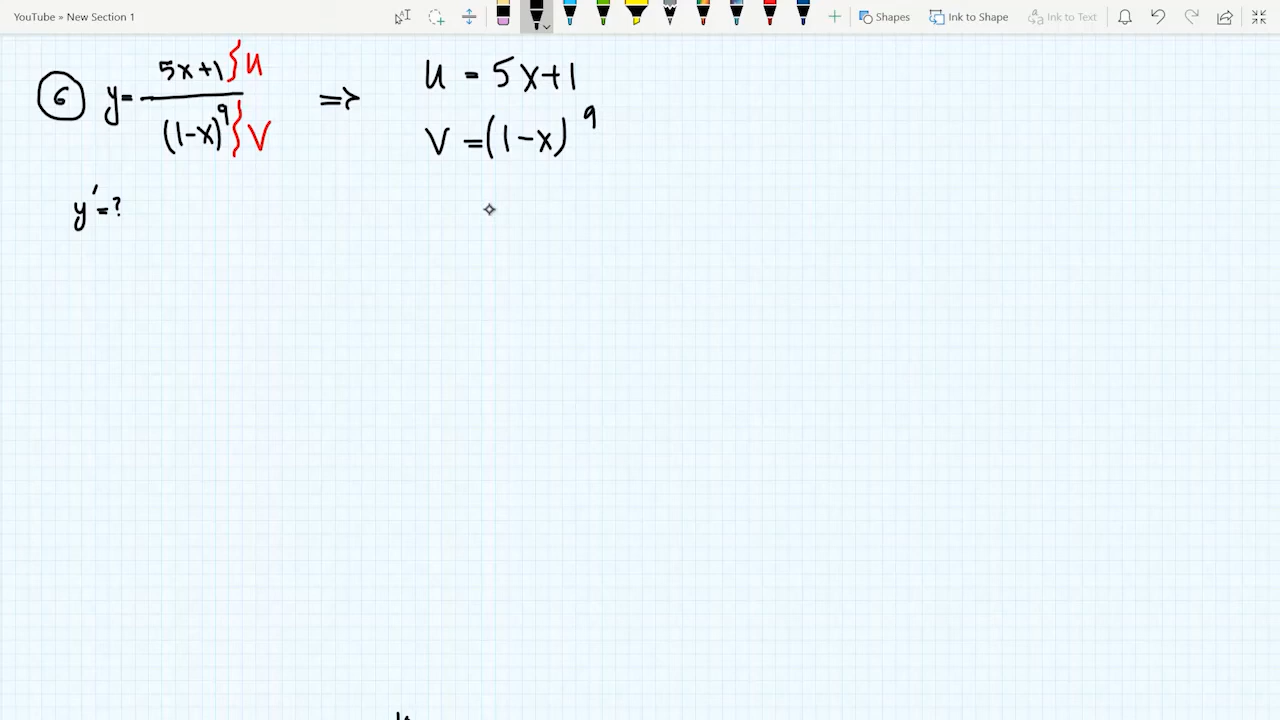 Youtube » New Section 1
Shapes
Ink to Shape
Ink to Text
6 y = 5x+1 } u
(1-x)^9 } V
=>
u = 5x+1
V = (1-x)^9
y' = ?